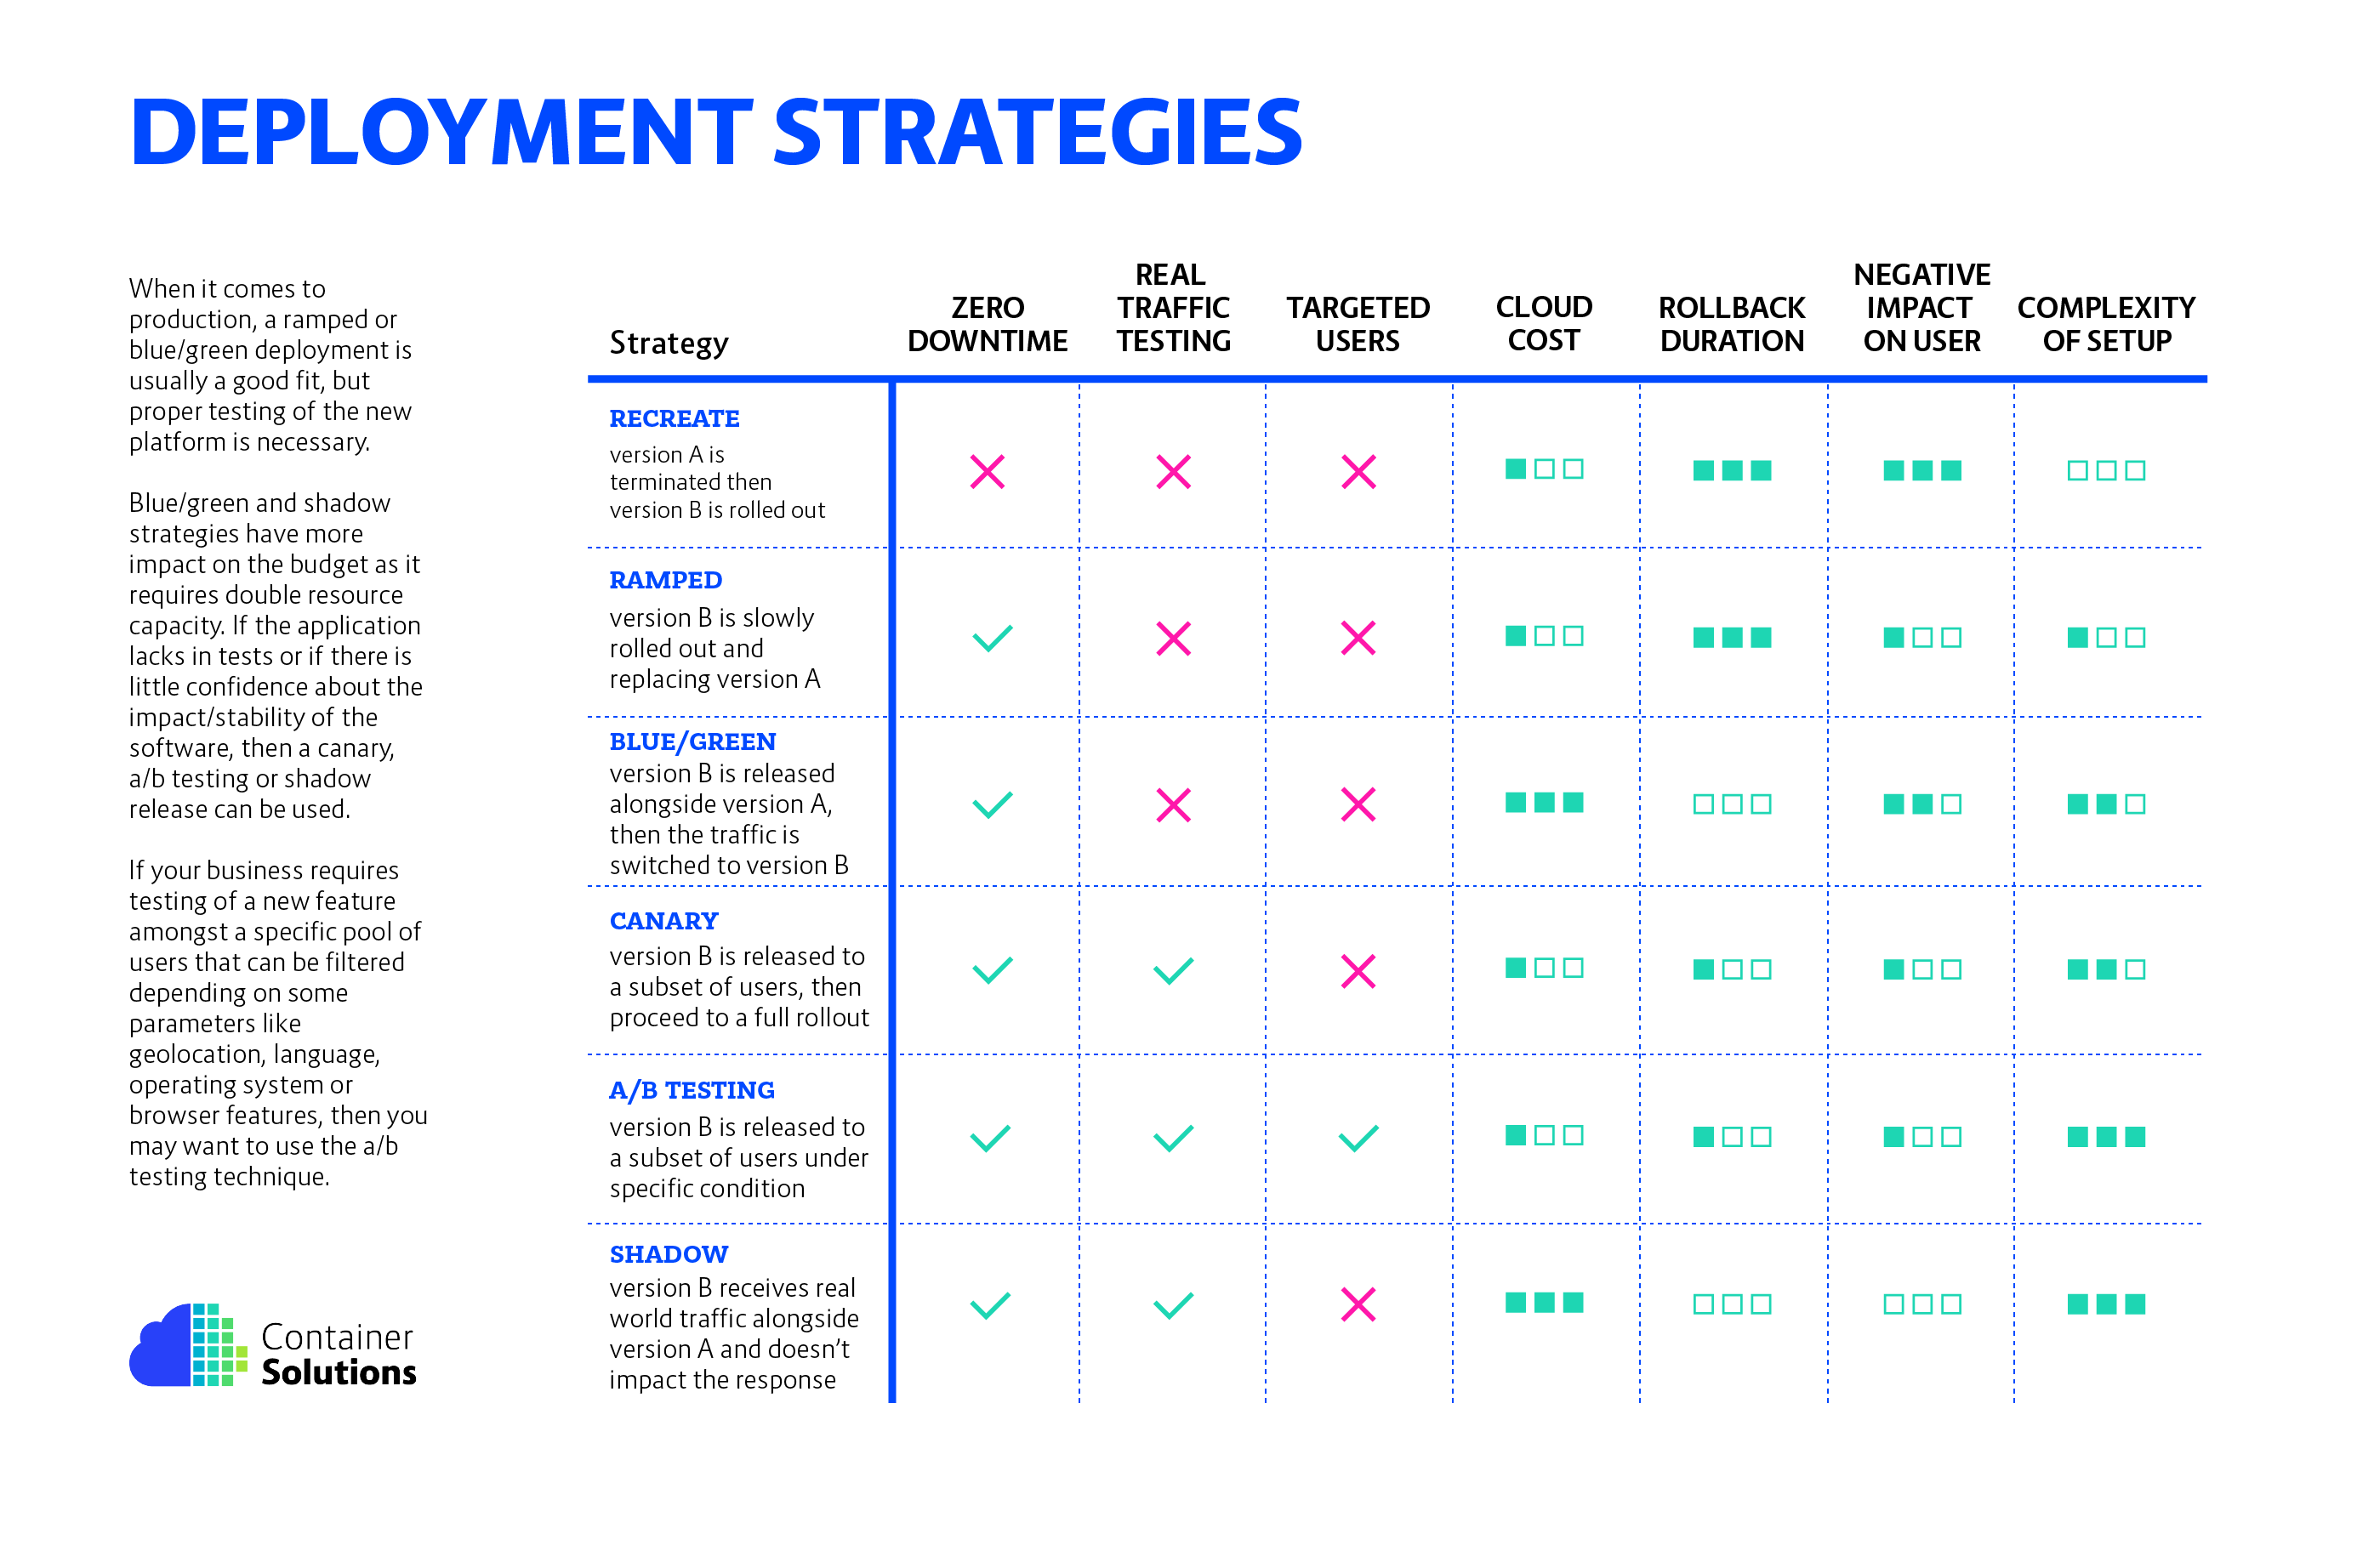 DEPLOYMENT STRATEGIES
When it comes to
production, a ramped or
blue/green deployment is
usually a good fit, but
proper testing of the new
platform is necessary.
Blue/green and shadow
strategies have more
impact on the budget as it
requires double resource
capacity. If the application
lacks in tests or if there is
little confidence about the
impact/stability of the
software, then a canary,
a/b testing or shadow
release can be used.
If your business requires
testing of a new feature
amongst a specific pool of
users that can be filtered
depending on some
parameters like
geolocation, language,
operating system or
browser features, then you
may want to use the a/b
testing technique.
Container
Solutions
Strategy
ZERO
DOWNTIME
REAL
TRAFFIC
TESTING
TARGETED
USERS
CLOUD
COST
ROLLBACK
DURATION
NEGATIVE
IMPACT
ON USER
COMPLEXITY
OF SETUP
RECREATE
version A is
terminated then
version B is rolled out
RAMPED
version B is slowly
rolled out and
replacing version A
BLUE/GREEN
version B is released
alongside version A,
then the traffic is
switched to version B
CANARY
version B is released to
a subset of users, then
proceed to a full rollout
A/B TESTING
version B is released to
a subset of users under
specific condition
SHADOW
version B receives real
world traffic alongside
version A and doesn't
impact the response